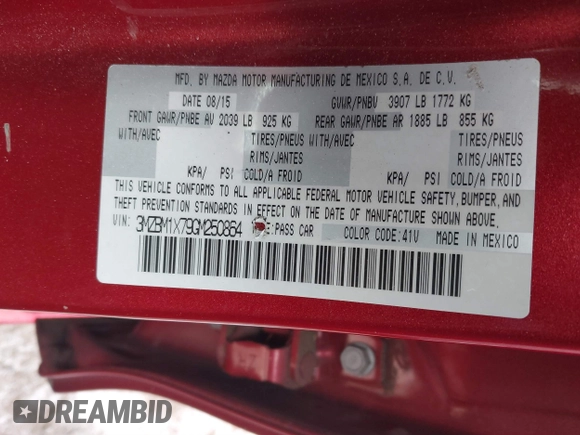 MFD. BY MAZDA MOTOR MANUFACTURING DE MEXICO S.A. DE C.V.
DATE 08/15 GVWR/PNBV 3907 LB 1772 KG
FRONT GAWR/PNBE AV 2039 LB 925 KG REAR GAWR/PNBE AR 1885 LB 855 KG
WITH/AVEC TIRES/PNEUS WITH/AVEC TIRES/PNEUS
RIMS/JANTES RIMS/JANTES
KPA/ PSI COLD/A FROID KPA/ PSI COLD/A FROID
THIS VEHICLE CONFORMS TO ALL APPLICABLE FEDERAL MOTOR VEHICLE SAFETY, BUMPER, AND
THEFT PREVENTION STANDARDS IN EFFECT ON THE DATE OF MANUFACTURE SHOWN ABOVE.
VIN: 3MZBM1X79GM250864 :PASS CAR COLOR CODE:41V MADE IN MEXICO
DREAMBID